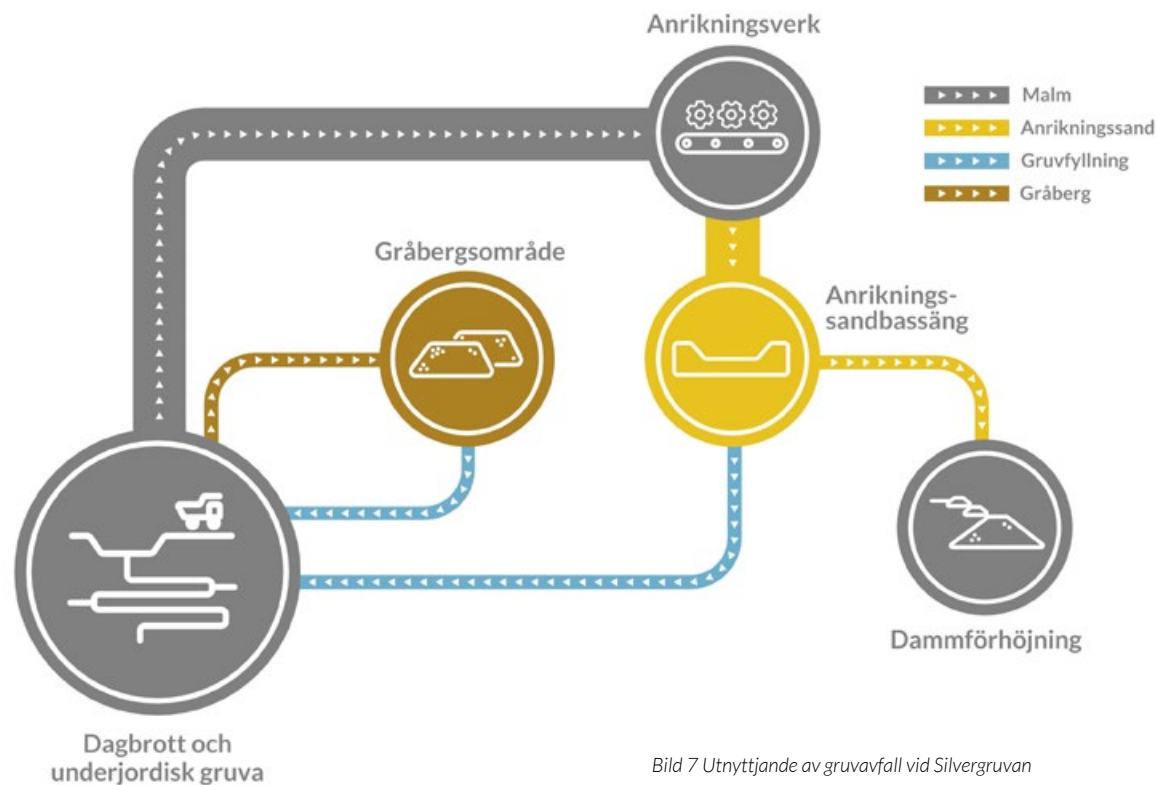 Anrikningsverk
Malm
Anrikningssand
Gruvfyllning
Gråberg
Gråbergsområde
Anriknings-
sandbassäng
Dammförhöjning
Dagbrott och
underjordisk gruva
Bild 7 Utnyttjande av gruvavfall vid Silvergruvan